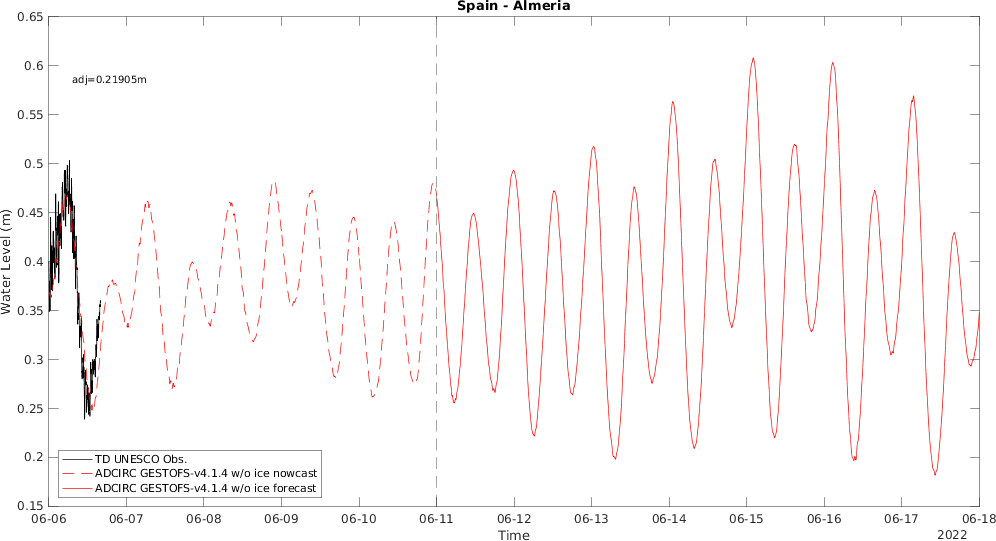 Spain - Almeria
0.65
0.6
0.55
0.5
0.45
0.4
0.35
0.3
0.25
0.2
0.15
Water Level (m)
adj=0.21905m
TD UNESCO Obs.
ADCIRC GESTOFS-v4.1.4 w/o ice nowcast
ADCIRC GESTOFS-v4.1.4 w/o ice forecast
06-06 06-07 06-08 06-09 06-10 06-11 06-12 06-13 06-14 06-15 06-16 06-17 06-18
Time
2022